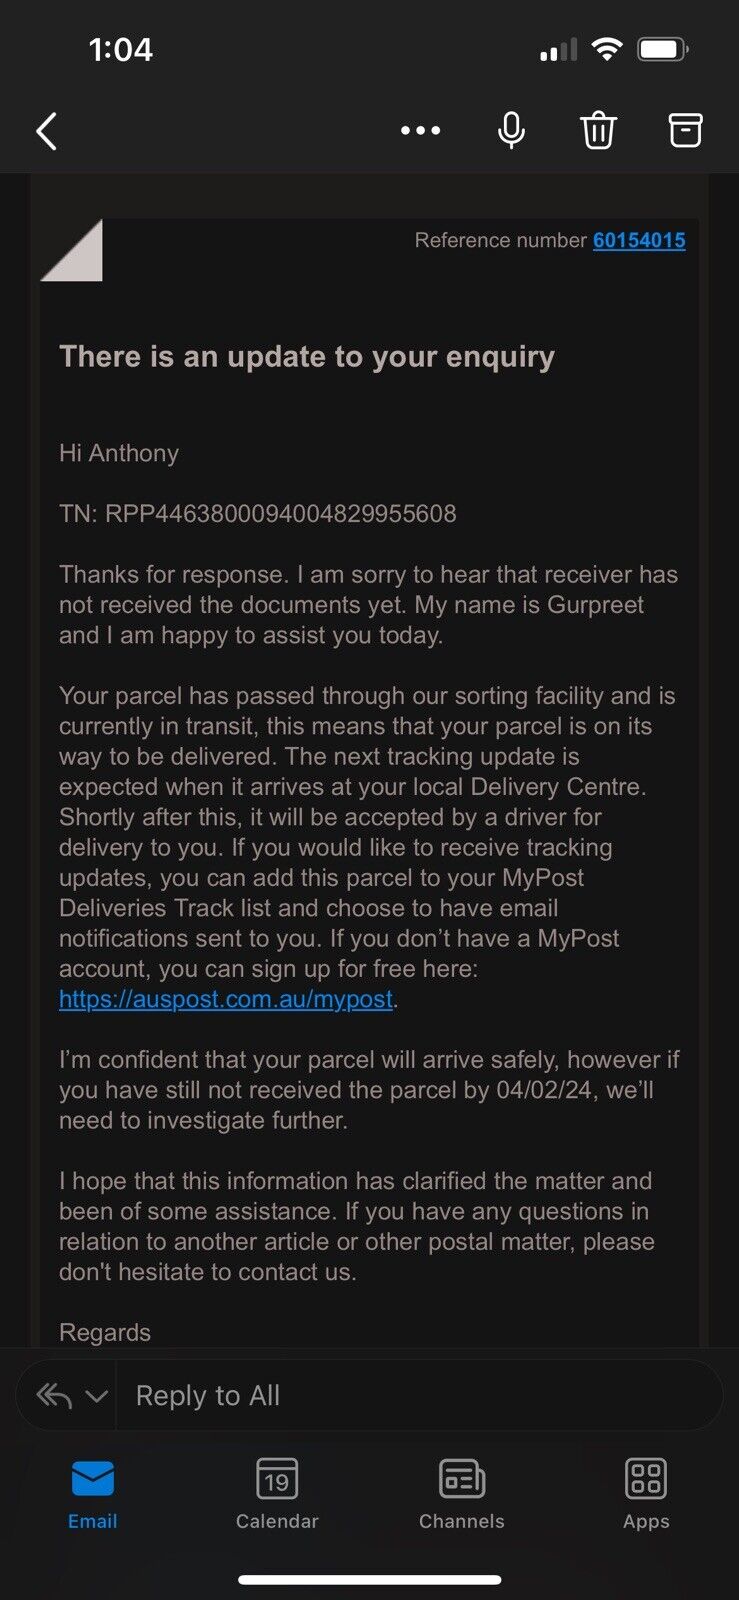 1:04
Reference number 60154015
There is an update to your enquiry
Hi Anthony
TN: RPP4463800094004829955608
Thanks for response. I am sorry to hear that receiver has
not received the documents yet. My name is Gurpreet
and I am happy to assist you today.
Your parcel has passed through our sorting facility and is
currently in transit, this means that your parcel is on its
way to be delivered. The next tracking update is
expected when it arrives at your local Delivery Centre.
Shortly after this, it will be accepted by a driver for
delivery to you. If you would like to receive tracking
updates, you can add this parcel to your MyPost
Deliveries Track list and choose to have email
notifications sent to you. If you don’t have a MyPost
account, you can sign up for free here:
https://auspost.com.au/mypost.
I’m confident that your parcel will arrive safely, however if
you have still not received the parcel by 04/02/24, we’ll
need to investigate further.
I hope that this information has clarified the matter and
been of some assistance. If you have any questions in
relation to another article or other postal matter, please
don't hesitate to contact us.
Regards
Reply to All
19
Email Calendar Channels Apps